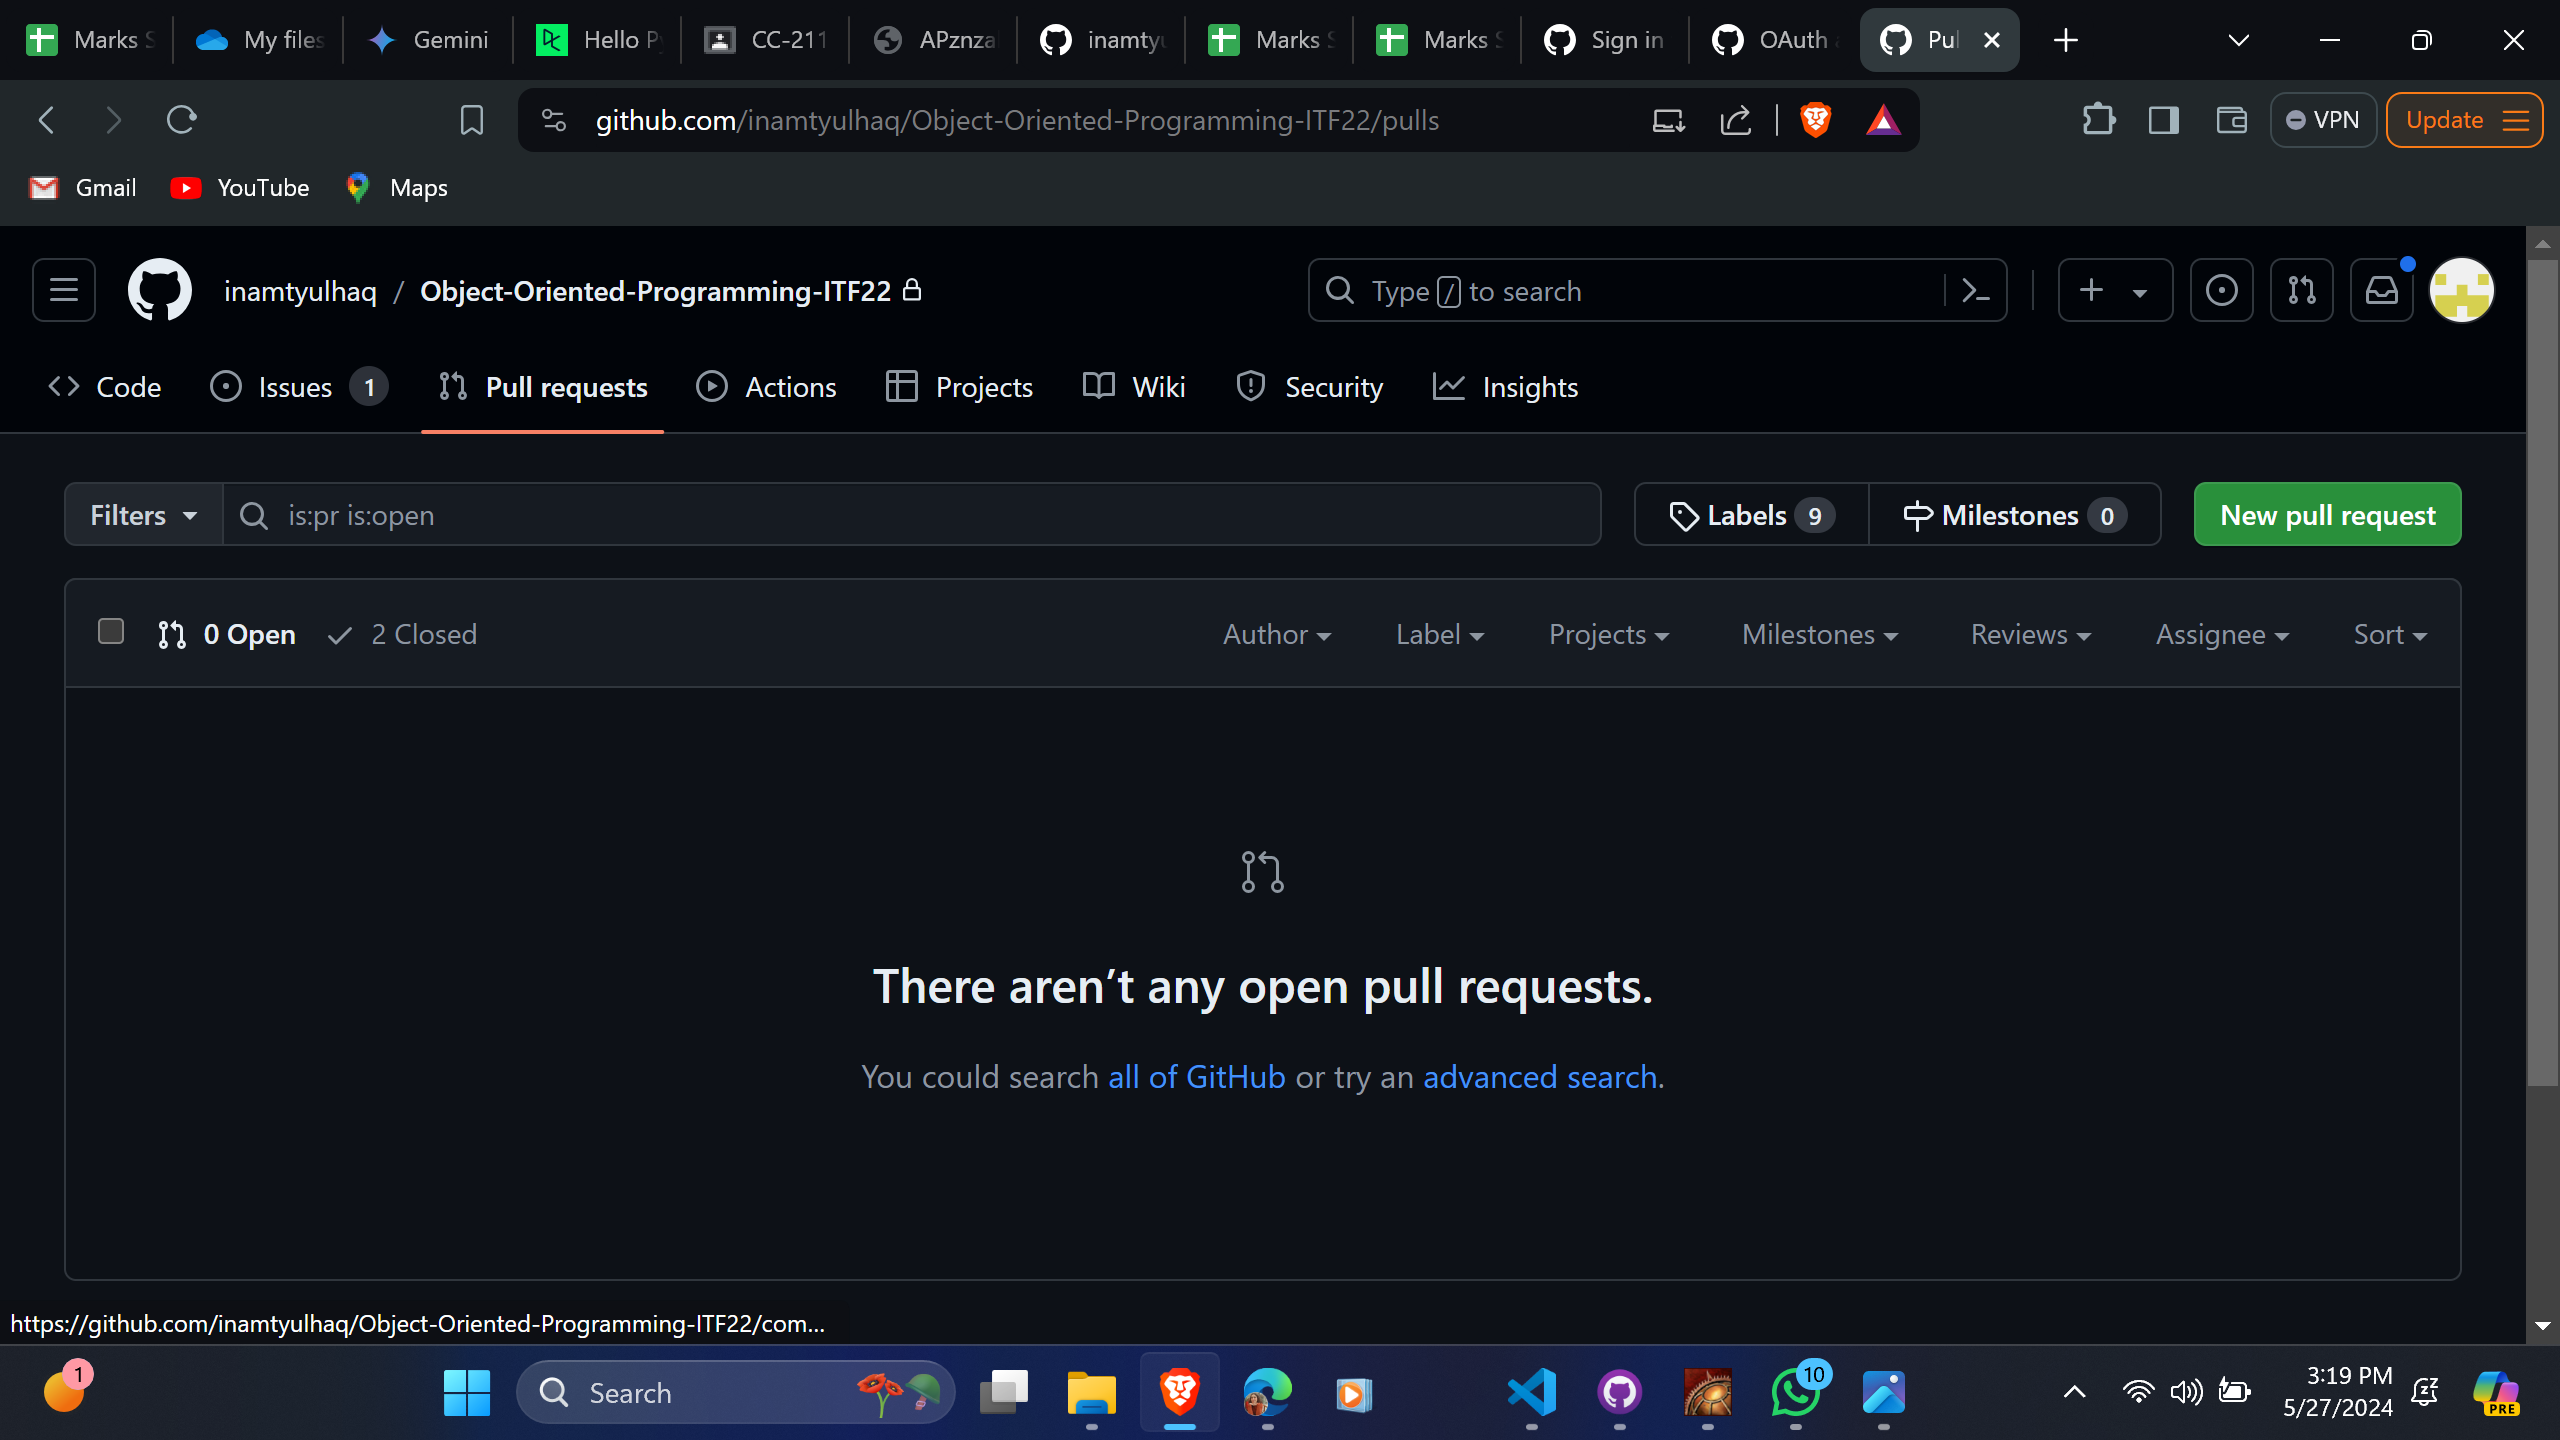 Marks S
My files
Gemini
Hello Py
CC-211
APznza
inamtyu
Marks S
Marks S
Sign in
OAuth a
Pul
github.com/inamtyulhaq/Object-Oriented-Programming-ITF22/pulls
VPN
Update
Gmail
YouTube
Maps
inamtyulhaq / Object-Oriented-Programming-ITF22
Type / to search
Code
Issues 1
Pull requests
Actions
Projects
Wiki
Security
Insights
Filters
is:pr is:open
Labels 9
Milestones 0
New pull request
0 Open
2 Closed
Author
Label
Projects
Milestones
Reviews
Assignee
Sort
There aren’t any open pull requests.
You could search all of GitHub or try an advanced search.
https://github.com/inamtyulhaq/Object-Oriented-Programming-ITF22/com...
1
Search
10
3:19 PM
5/27/2024
PRE